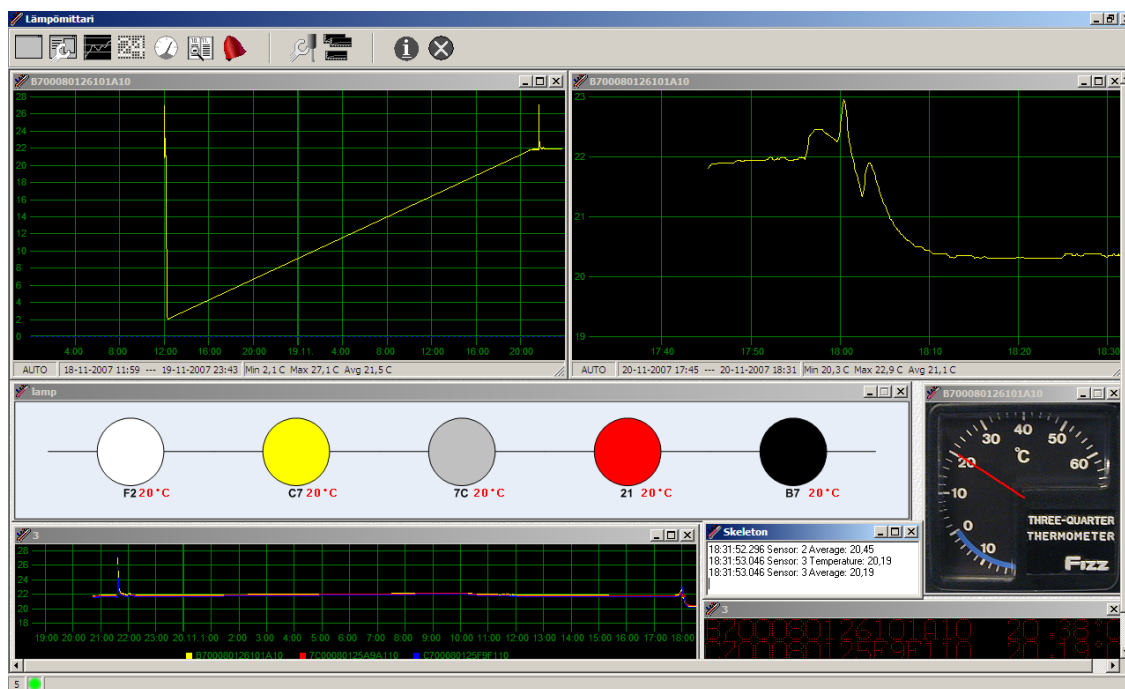 Lämpömittari
B700080126101A10
28
26
24
22
20
18
16
14
12
10
8
6
4
2
0
4:00 8:00 12:00 16:00 20:00 19.11. 4:00 8:00 12:00 16:00 20:00
AUTO 18-11-2007 11:59 --- 19-11-2007 23:43 Min 2,1 C Max 27,1 C Avg 21,5 C
B700080126101A10
23
22
21
20
19
17:40 17:50 18:00 18:10 18:20 18:30
AUTO 20-11-2007 17:45 --- 20-11-2007 18:31 Min 20,3 C Max 22,9 C Avg 21,1 C
lamp
F2 20°C C7 20°C 7C 20°C 21 20°C B7 20°C
B700080126101A10
30 40 50
20 °C 60
10
0
10
THREE-QUARTER
THERMOMETER
Fizz
3
28
26
24
22
20
18
19:00 20:00 21:00 22:00 23:00 20.11. 1:00 2:00 3:00 4:00 5:00 6:00 7:00 8:00 9:00 10:00 11:00 12:00 13:00 14:00 15:00 16:00 17:00 18:00
B700080126101A10 7C00080125A9A110 C700080125F9F110
Skeleton
18:31:52.296 Sensor: 2 Average: 20,45
18:31:53.046 Sensor: 3 Temperature: 20,19
18:31:53.046 Sensor: 3 Average: 20,19
3
B700080126101A10 20.38°C
C700080125F9F110 20.19°C
5